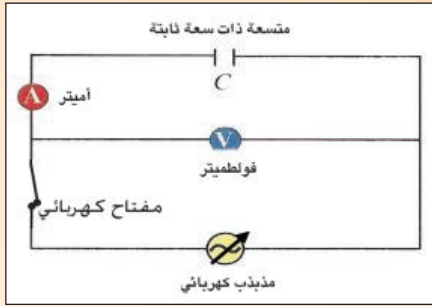 متسعة ذات سعة ثابتة
C
A
أميتر
V
فولطميتر
مفتاح كهربائي
مذبذب كهربائي